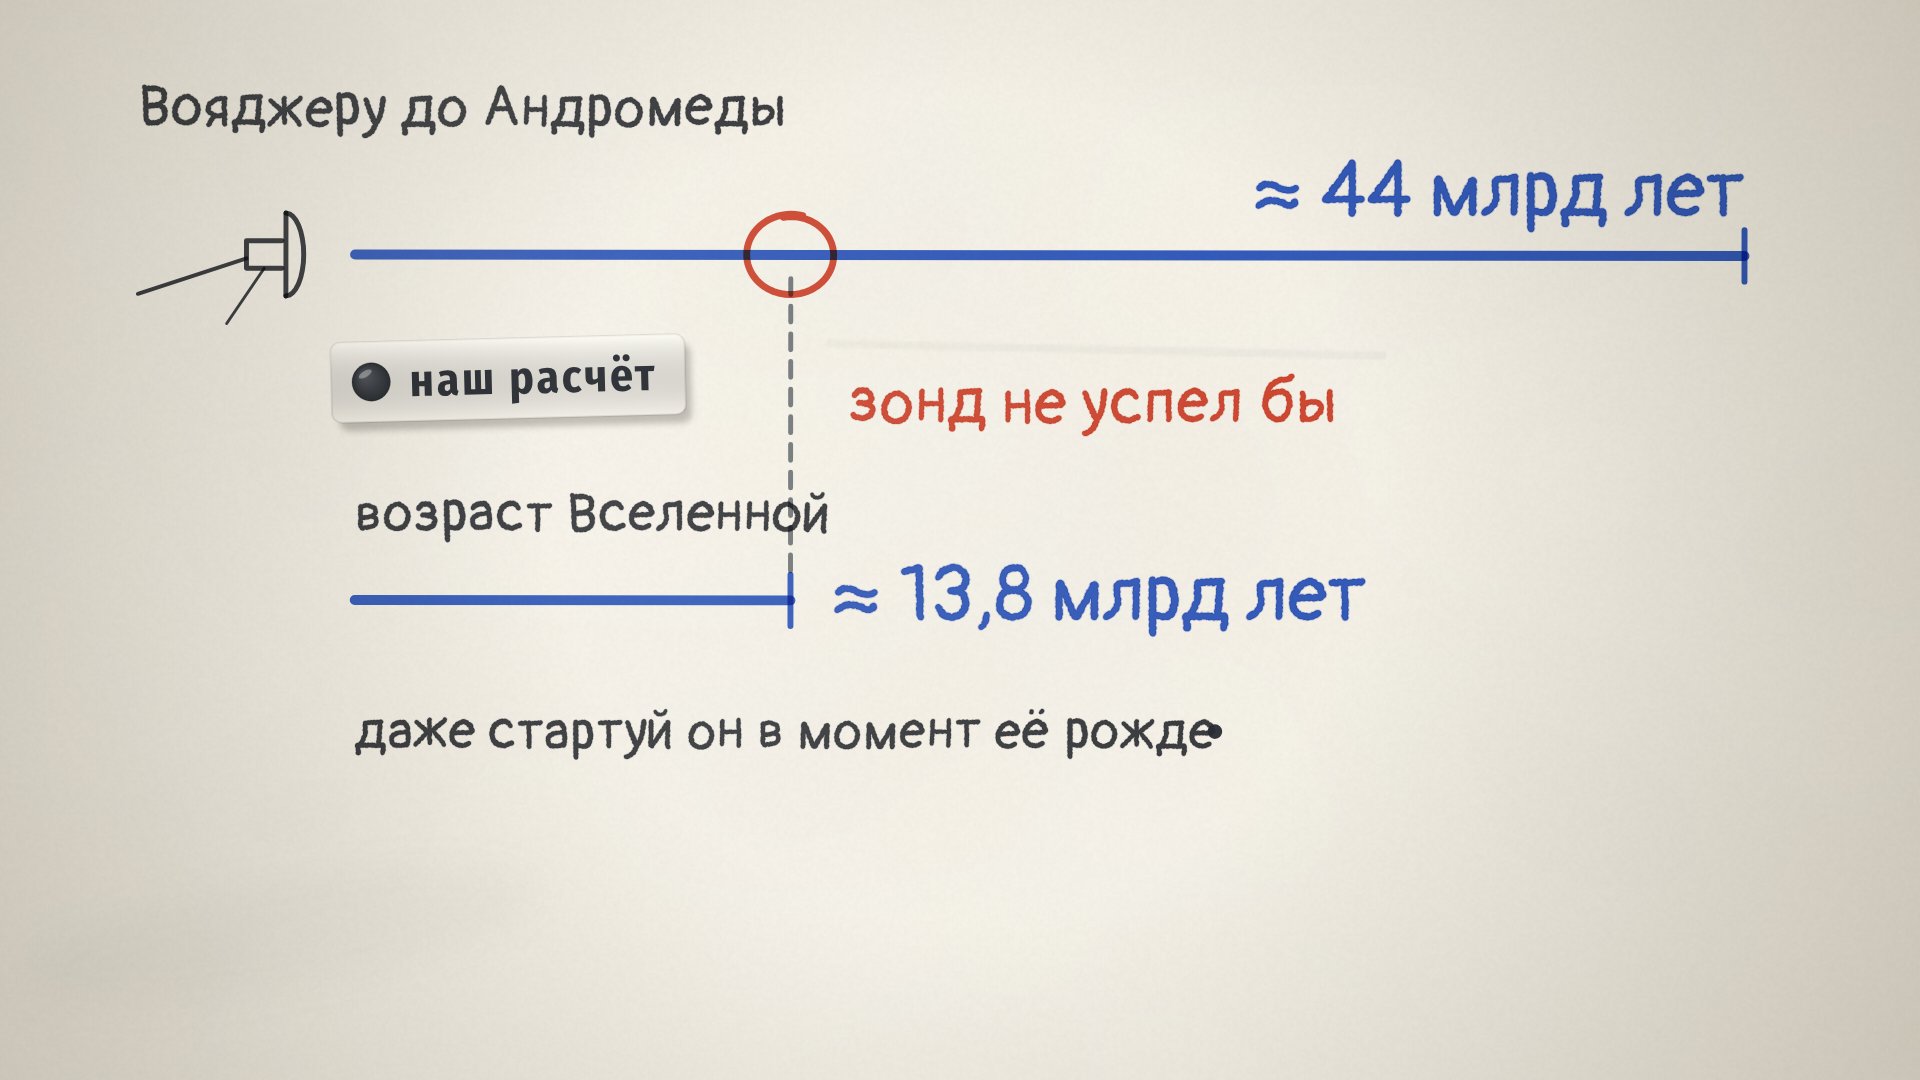 Вояджеру до Андромеды
≈ 44 млрд лет
наш расчёт
зонд не успел бы
возраст Вселенной
≈ 13,8 млрд лет
даже стартуй он в момент её рожде